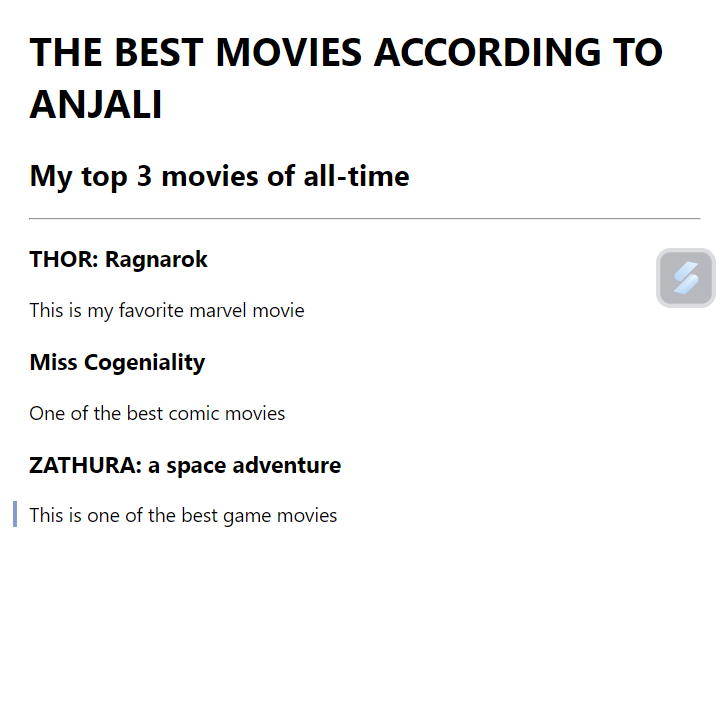 THE BEST MOVIES ACCORDING TO
ANJALI
My top 3 movies of all-time
THOR: Ragnarok
This is my favorite marvel movie
Miss Cogeniality
One of the best comic movies
ZATHURA: a space adventure
This is one of the best game movies